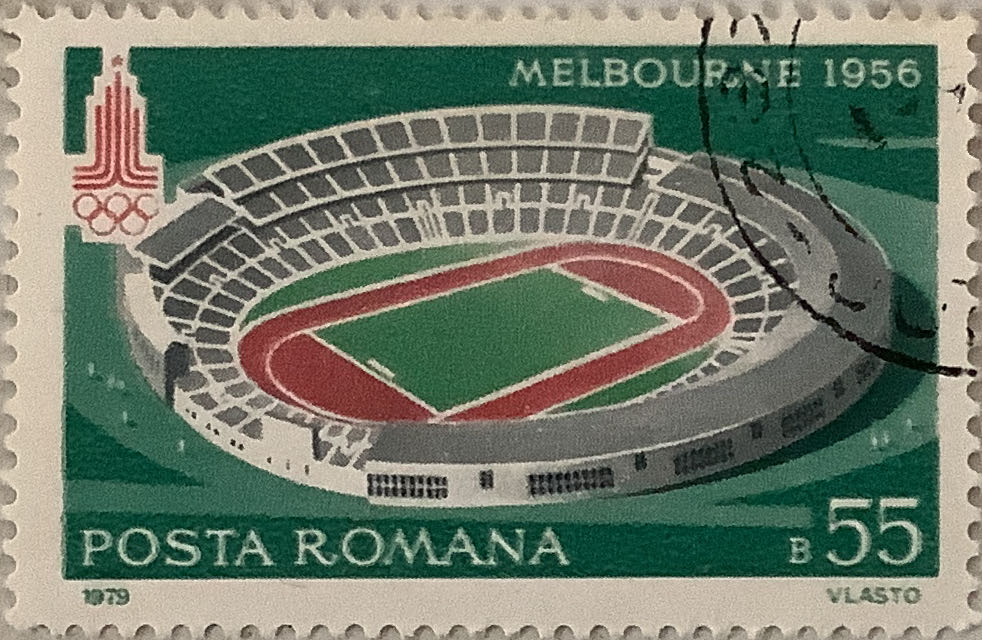 MELBOURNE 1956
POSTA ROMANA
B 55
1979
VLASTO